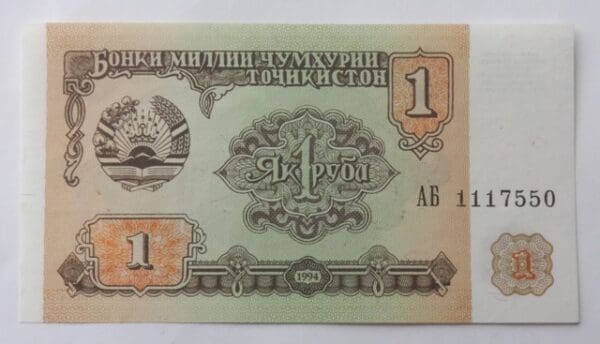 БОНКИ МИЛЛИИ ҶУМҲУРИИ
ТОҶИКИСТОН
1
ЯК 1 РУБЛ
АБ 1117550
1
1994
1